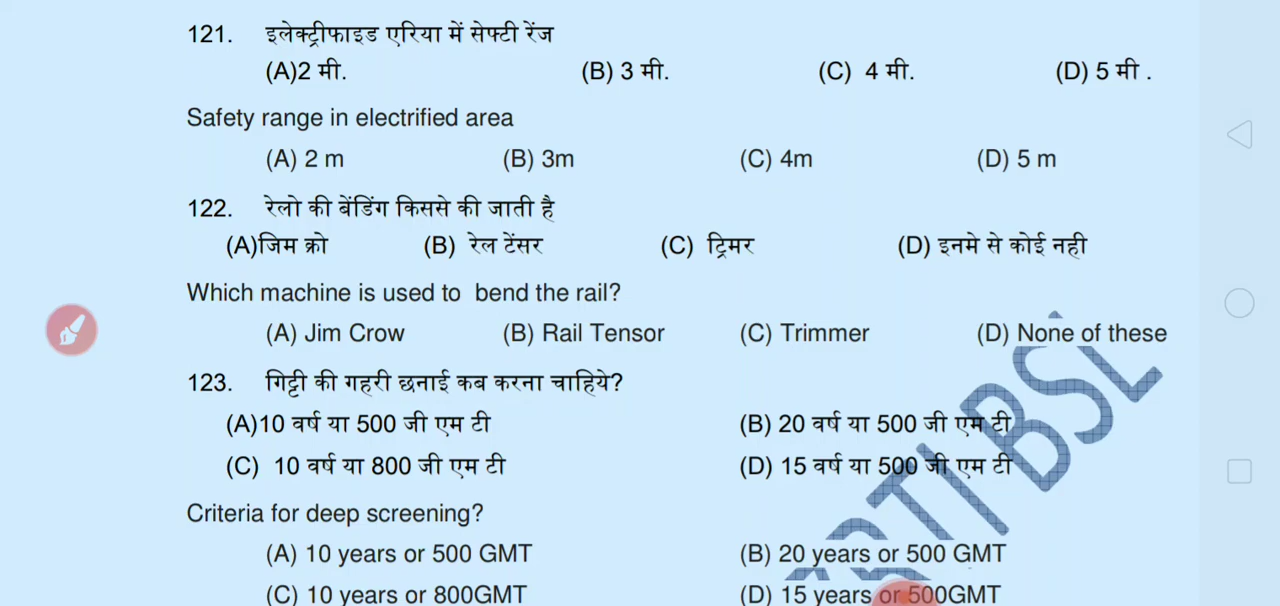 121. इलेक्ट्रीफाइड एरिया में सेफ्टी रेंज
(A)2 मी. (B) 3 मी. (C) 4 मी. (D) 5 मी .
Safety range in electrified area
(A) 2 m (B) 3m (C) 4m (D) 5 m
122. रेलो की बेंडिंग किससे की जाती है
(A)जिम क्रो (B) रेल टेंसर (C) ट्रिमर (D) इनमे से कोई नही
Which machine is used to bend the rail?
(A) Jim Crow (B) Rail Tensor (C) Trimmer (D) None of these
123. गिट्टी की गहरी छनाई कब करना चाहिये?
(A)10 वर्ष या 500 जी एम टी (B) 20 वर्ष या 500 जी एम टी
(C) 10 वर्ष या 800 जी एम टी (D) 15 वर्ष या 500 जी एम टी
Criteria for deep screening?
(A) 10 years or 500 GMT (B) 20 years or 500 GMT
(C) 10 years or 800GMT (D) 15 years or 500GMT
BSL